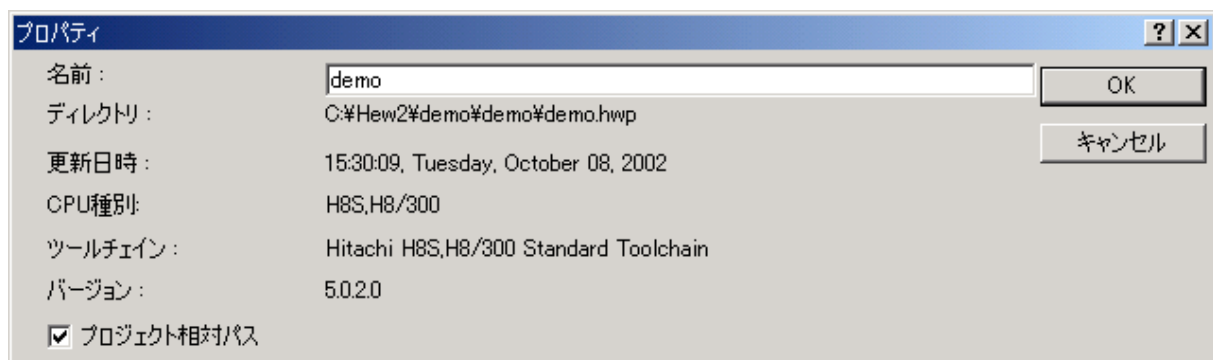 プロパティ
名前 : demo OK
ディレクトリ : C:¥Hew2¥demo¥demo¥demo.hwp
キャンセル
更新日時 : 15:30:09, Tuesday, October 08, 2002
CPU種別: H8S,H8/300
ツールチェイン : Hitachi H8S,H8/300 Standard Toolchain
バージョン : 5.0.2.0
プロジェクト相対パス